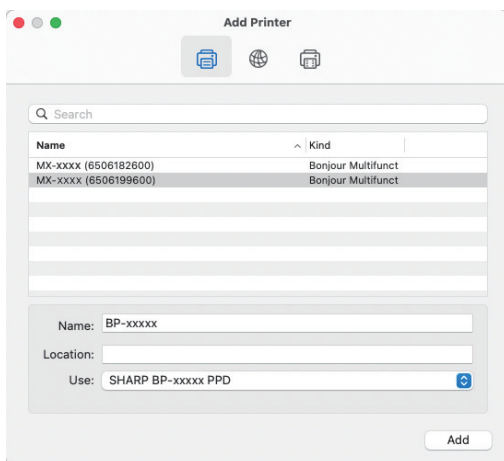 Add Printer
Search
Name Kind
MX-xxxx (6506182600) Bonjour Multifunct
MX-xxxx (6506199600) Bonjour Multifunct
Name: BP-xxxxx
Location:
Use: SHARP BP-xxxxx PPD
Add